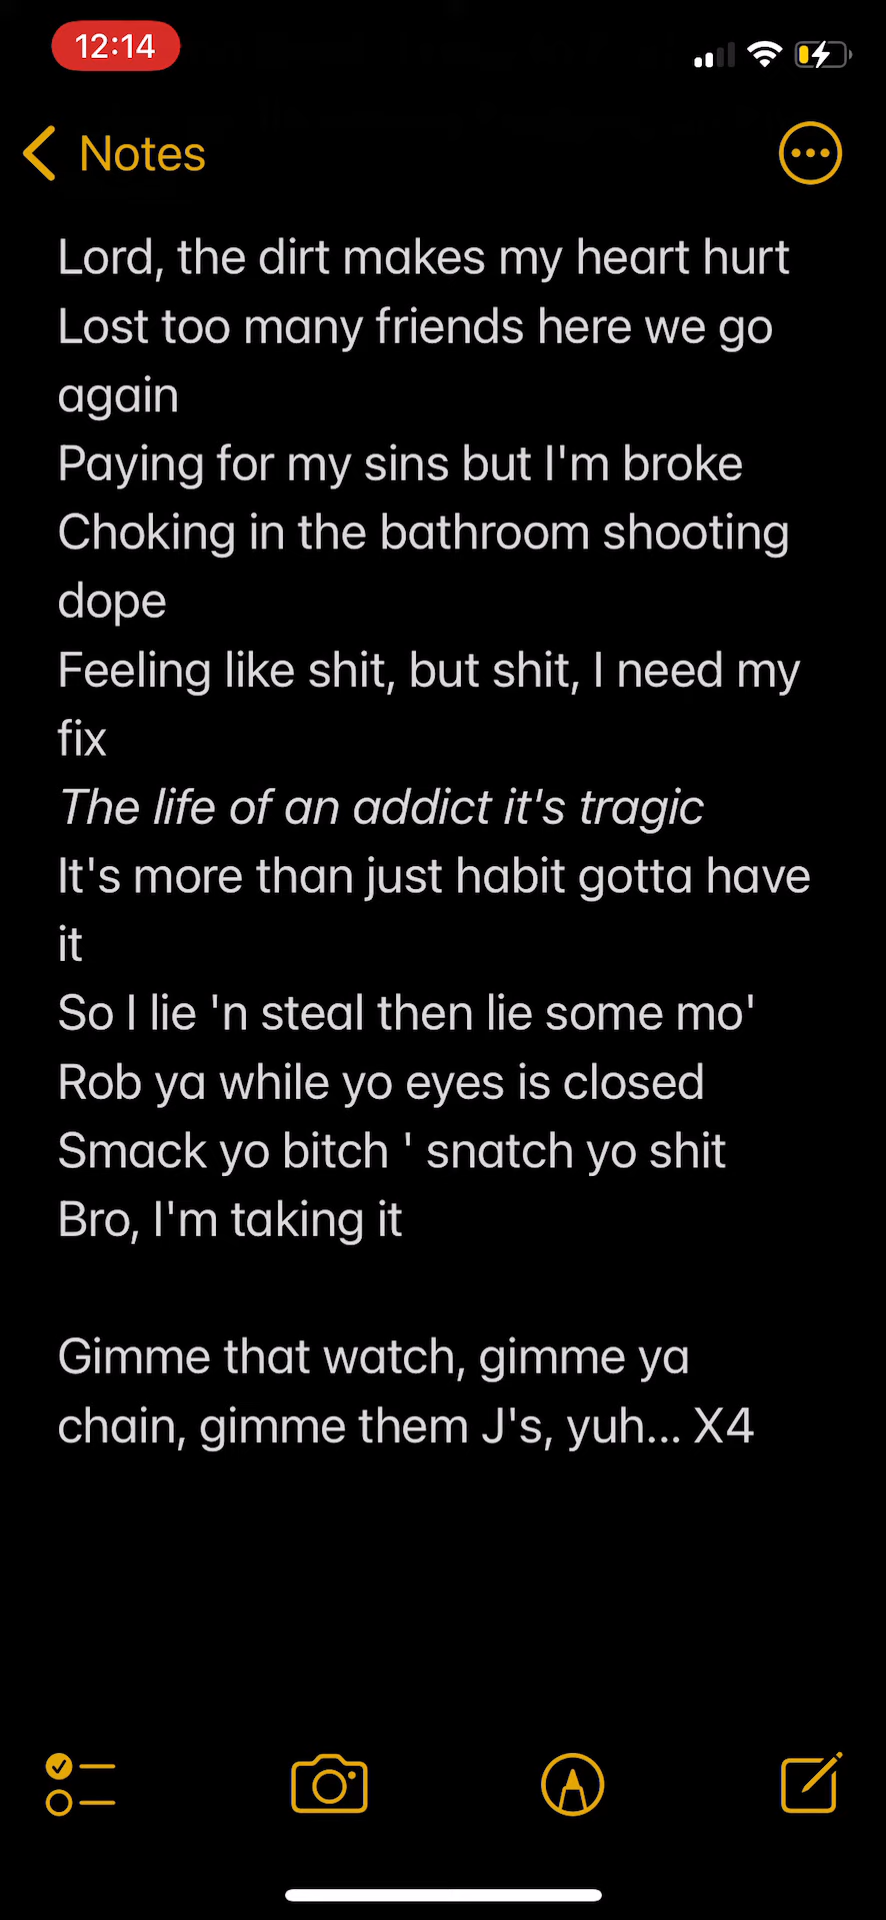 12:14
Notes
Lord, the dirt makes my heart hurt
Lost too many friends here we go
again
Paying for my sins but I'm broke
Choking in the bathroom shooting
dope
Feeling like shit, but shit, I need my
fix
The life of an addict it's tragic
It's more than just habit gotta have
it
So I lie 'n steal then lie some mo'
Rob ya while yo eyes is closed
Smack yo bitch ' snatch yo shit
Bro, I'm taking it
Gimme that watch, gimme ya
chain, gimme them J's, yuh... X4